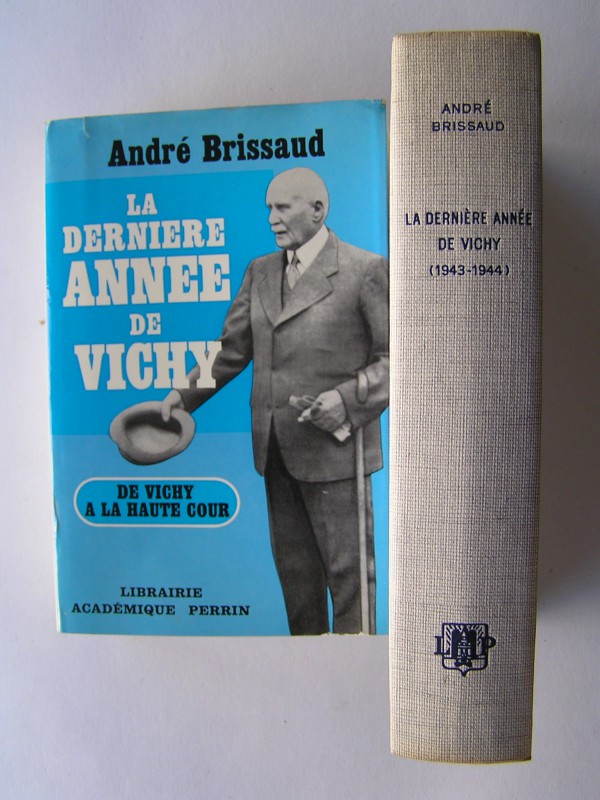 André Brissaud
LA
DERNIERE
ANNEE
DE
VICHY
DE VICHY
A LA HAUTE COUR
LIBRAIRIE
ACADÉMIQUE PERRIN
ANDRÉ
BRISSAUD
LA DERNIÈRE ANNÉE
DE VICHY
(1943-1944)
L P